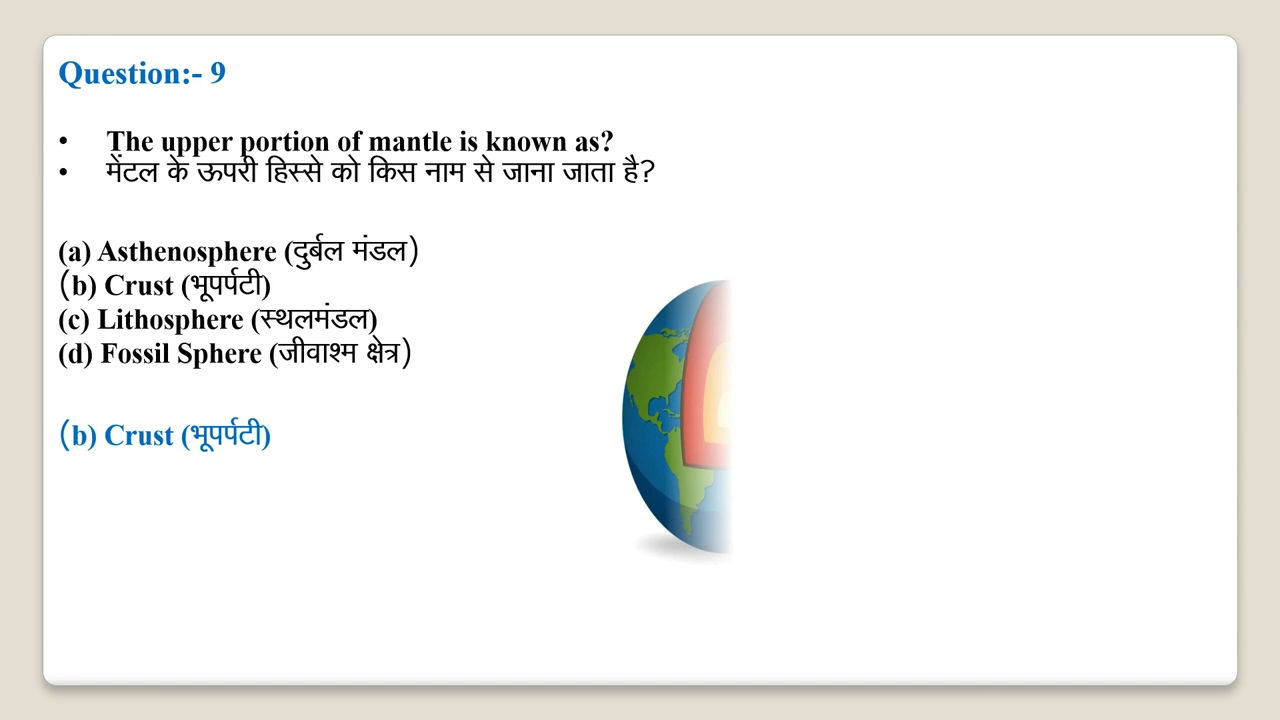 Question:- 9
• The upper portion of mantle is known as?
• मेंटल के ऊपरी हिस्से को किस नाम से जाना जाता है?
(a) Asthenosphere (दुर्बल मंडल)
(b) Crust (भूपर्पटी)
(c) Lithosphere (स्थलमंडल)
(d) Fossil Sphere (जीवाश्म क्षेत्र)
(b) Crust (भूपर्पटी)